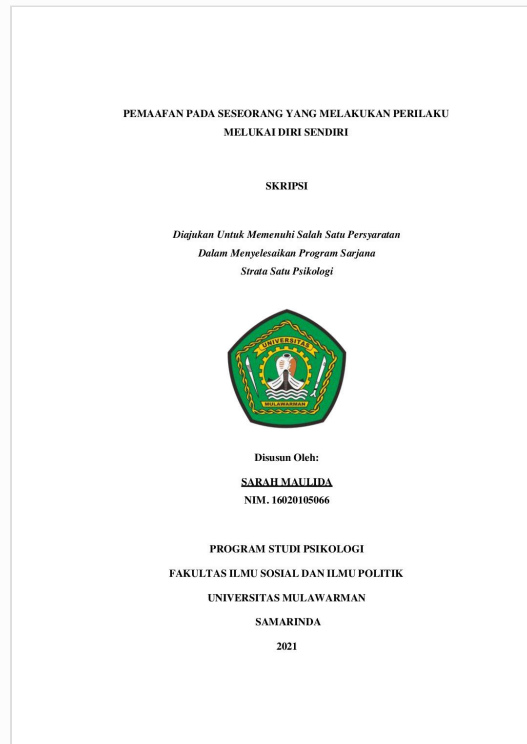 PEMAAFAN PADA SESEORANG YANG MELAKUKAN PERILAKU
MELUKAI DIRI SENDIRI
SKRIPSI
Diajukan Untuk Memenuhi Salah Satu Persyaratan
Dalam Menyelesaikan Program Sarjana
Strata Satu Psikologi
UNIVERSITAS
MULAWARMAN
Disusun Oleh:
SARAH MAULIDA
NIM. 16020105066
PROGRAM STUDI PSIKOLOGI
FAKULTAS ILMU SOSIAL DAN ILMU POLITIK
UNIVERSITAS MULAWARMAN
SAMARINDA
2021